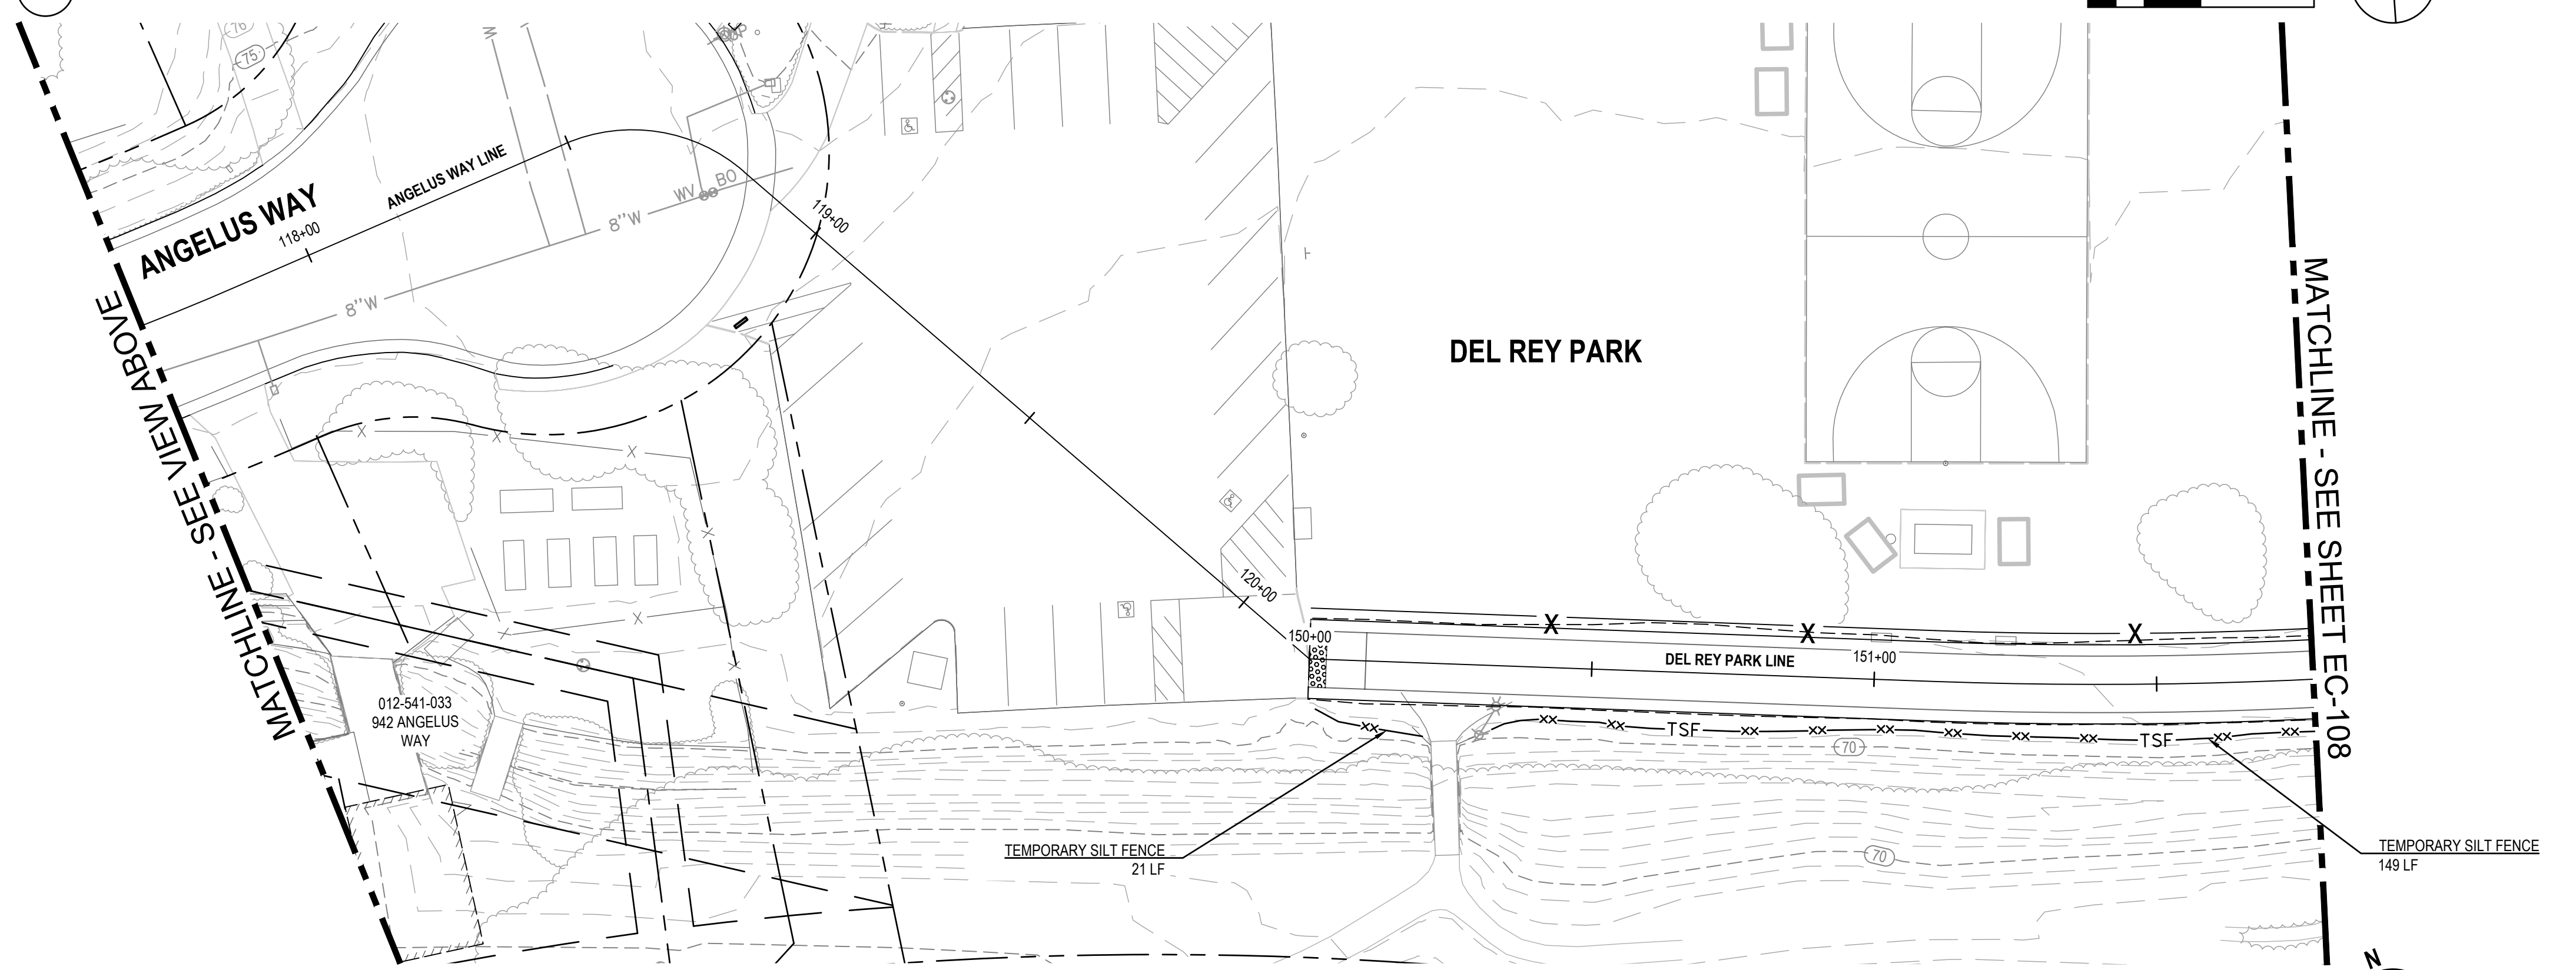 76
75
W
ANGELUS WAY LINE
ANGELUS WAY
118+00
8''W
WV
BO
8''W
119+00
MATCHLINE - SEE VIEW ABOVE
DEL REY PARK
MATCHLINE - SEE SHEET EC-108
120+00
150+00
X
X
X
DEL REY PARK LINE
151+00
012-541-033
942 ANGELUS
WAY
TSF
TSF
70
70
TEMPORARY SILT FENCE
21 LF
TEMPORARY SILT FENCE
149 LF
N